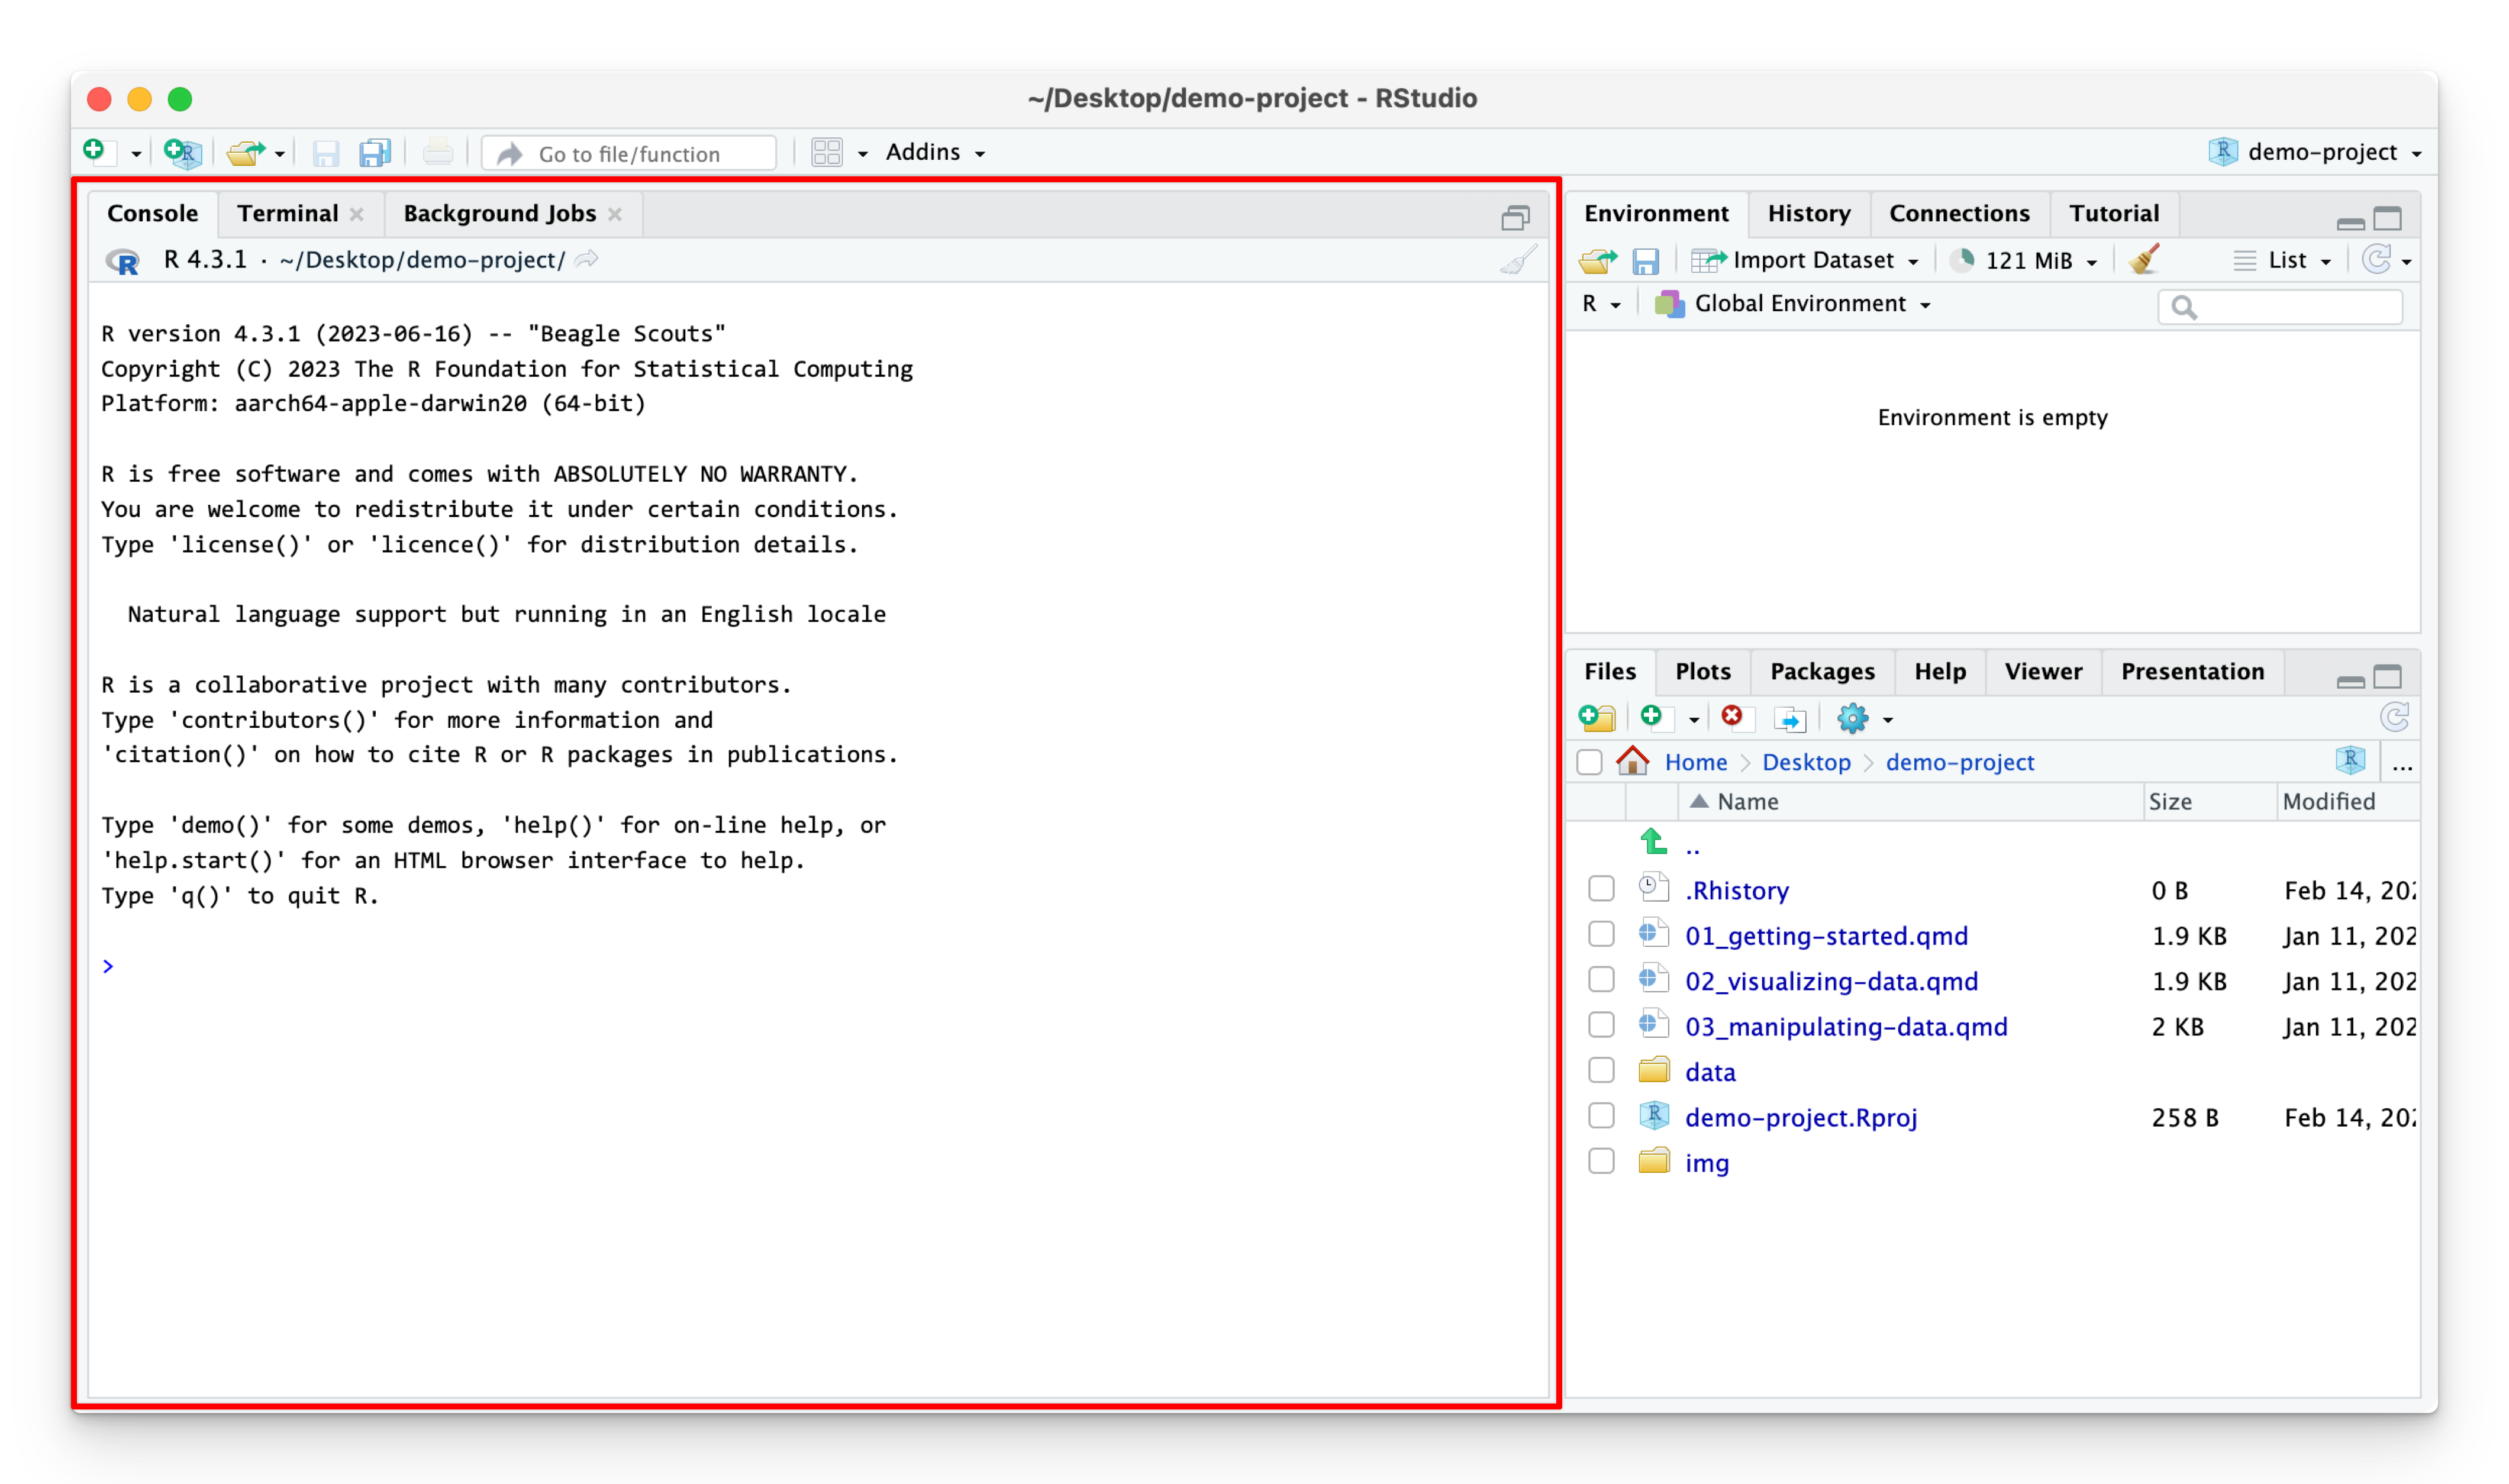 ~/Desktop/demo-project - RStudio
Go to file/function
Addins
demo-project
Console Terminal Background Jobs
R 4.3.1 · ~/Desktop/demo-project/
R version 4.3.1 (2023-06-16) -- "Beagle Scouts"
Copyright (C) 2023 The R Foundation for Statistical Computing
Platform: aarch64-apple-darwin20 (64-bit)
R is free software and comes with ABSOLUTELY NO WARRANTY.
You are welcome to redistribute it under certain conditions.
Type 'license()' or 'licence()' for distribution details.
Natural language support but running in an English locale
R is a collaborative project with many contributors.
Type 'contributors()' for more information and
'citation()' on how to cite R or R packages in publications.
Type 'demo()' for some demos, 'help()' for on-line help, or
'help.start()' for an HTML browser interface to help.
Type 'q()' to quit R.
>
Environment History Connections Tutorial
Import Dataset 121 MiB List
R Global Environment
Environment is empty
Files Plots Packages Help Viewer Presentation
Home > Desktop > demo-project ...
Name Size Modified
..
.Rhistory 0 B Feb 14,
01_getting-started.qmd 1.9 KB Jan 11,
02_visualizing-data.qmd 1.9 KB Jan 11,
03_manipulating-data.qmd 2 KB Jan 11,
data
demo-project.Rproj 258 B Feb 14,
img